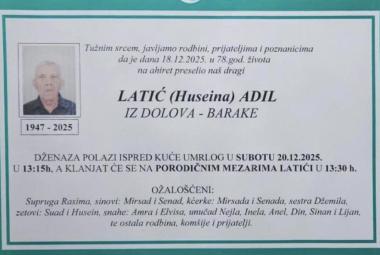 Tužnim srcem, javljamo rodbini, prijateljima i poznanicima
da je dana 18.12.2025. u 78.god. života
na ahiret preselio naš dragi
LATIĆ (Huseina) ADIL
IZ DOLOVA - BARAKE
1947 - 2025
DŽENAZA POLAZI ISPRED KUĆE UMRLOG U SUBOTU 20.12.2025.
U 13:15h, A KLANJAT ĆE SE NA PORODIČNIM MEZARIMA LATIĆI U 13:30 h.
OŽALOŠĆENI:
Supruga Rasima, sinovi: Mirsad i Senad, kćerke: Mirsada i Senada, sestra Džemila,
zetovi: Suad i Husein, snahe: Amra i Elvisa, unučad Nejla, Inela, Anel, Din, Sinan i Lijan,
te ostala rodbina, komšije i prijatelji.